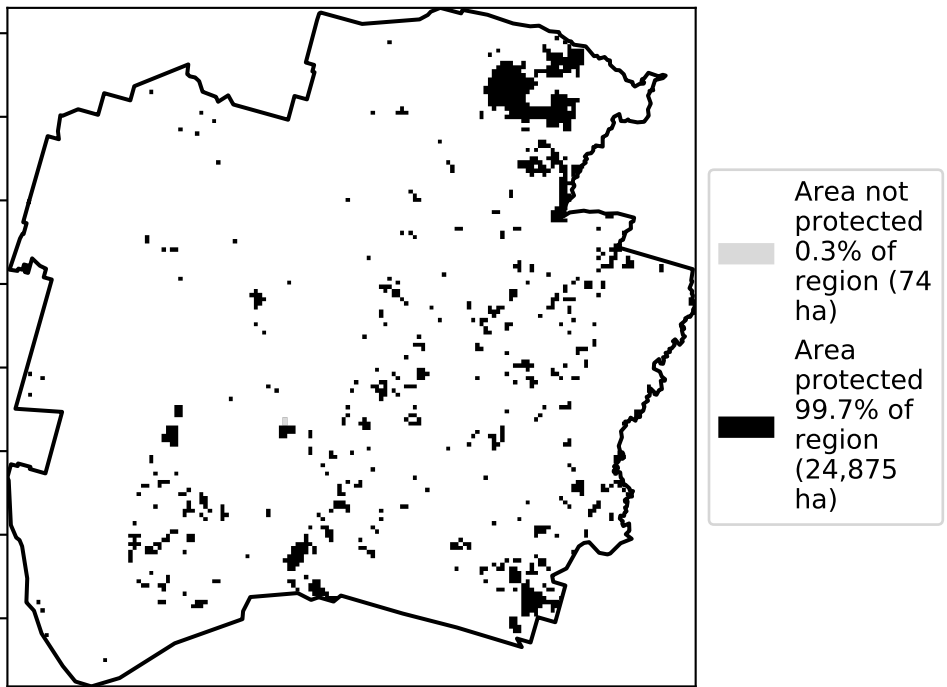 Area not
protected
0.3% of
region (74
ha)
Area
protected
99.7% of
region
(24,875
ha)